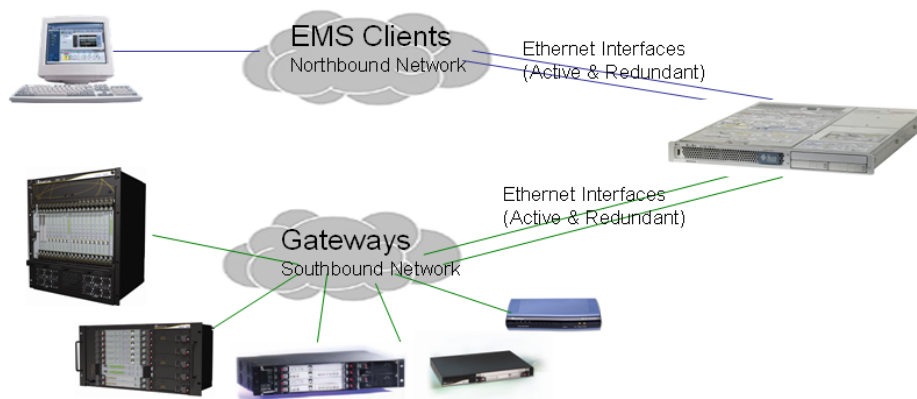 EMS Clients
Northbound Network
Ethernet Interfaces
(Active & Redundant)
Ethernet Interfaces
(Active & Redundant)
Gateways
Southbound Network